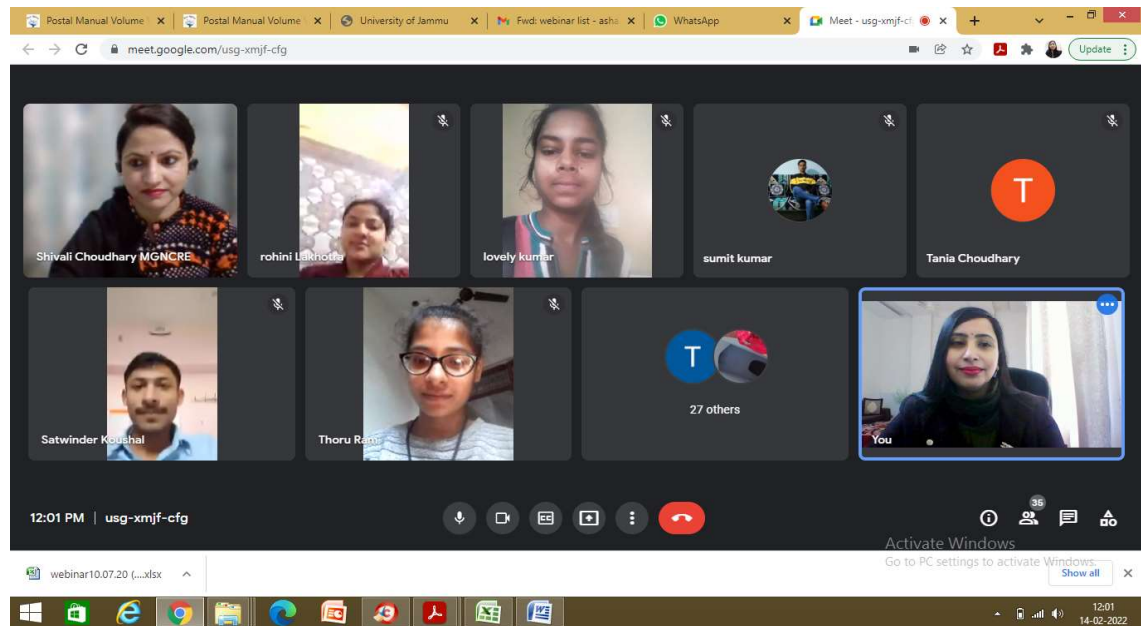 Postal Manual Volume
Postal Manual Volume
University of Jammu
Fwd: webinar list - asha
WhatsApp
Meet - usg-xmjf-cf
meet.google.com/usg-xmjf-cfg
Update
Shivali Choudhary MGNCRE
rohini Lakhotra
lovely kumar
sumit kumar
T
Tania Choudhary
Satwinder Koushal
Thoru Ram
T
27 others
You
12:01 PM | usg-xmjf-cfg
CC
35
Activate Windows
Go to PC settings to activate Windows.
webinar10.07.20 (....xlsx
Show all
12:01
14-02-2022